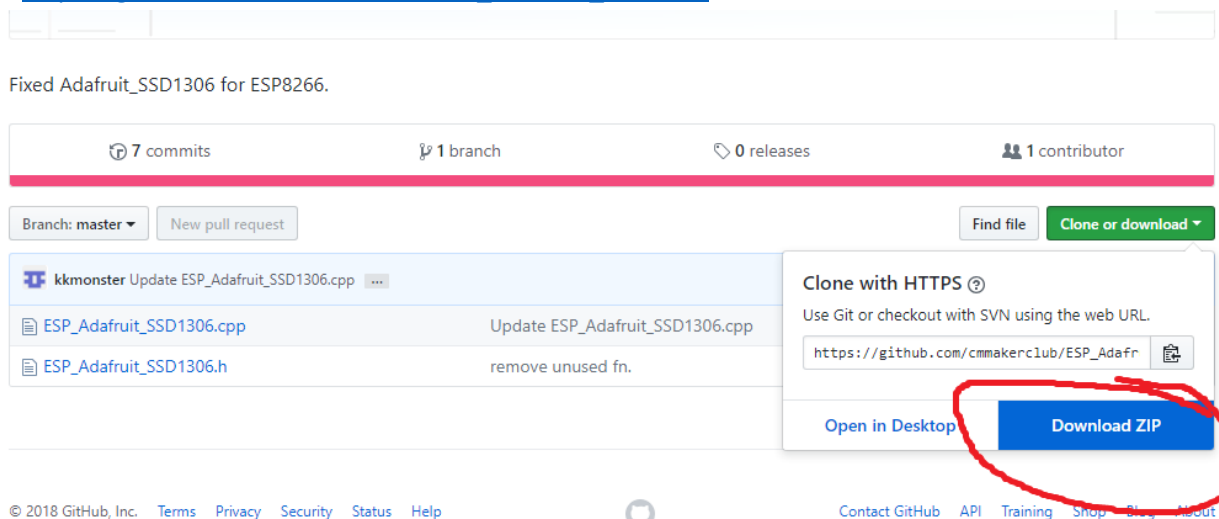 Fixed Adafruit_SSD1306 for ESP8266.
7 commits 1 branch 0 releases 1 contributor
Branch: master New pull request Find file Clone or download
kkmonster Update ESP_Adafruit_SSD1306.cpp ...
Clone with HTTPS
Use Git or checkout with SVN using the web URL.
ESP_Adafruit_SSD1306.cpp Update ESP_Adafruit_SSD1306.cpp
https://github.com/cmmakerclub/ESP_Adafr
ESP_Adafruit_SSD1306.h remove unused fn.
Open in Desktop Download ZIP
© 2018 GitHub, Inc. Terms Privacy Security Status Help Contact GitHub API Training Shop Blog About